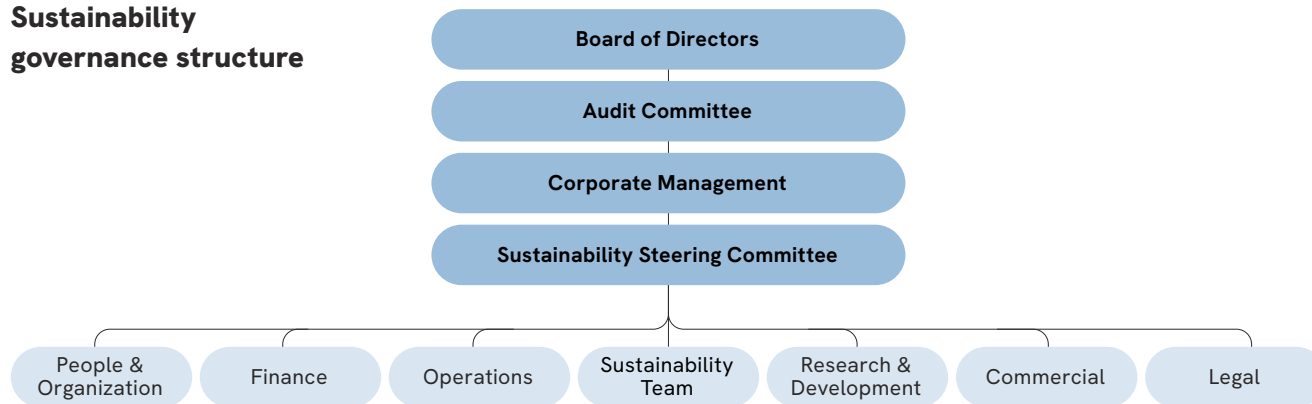 Sustainability
governance structure
Board of Directors
Audit Committee
Corporate Management
Sustainability Steering Committee
People &
Organization
Finance
Operations
Sustainability
Team
Research &
Development
Commercial
Legal